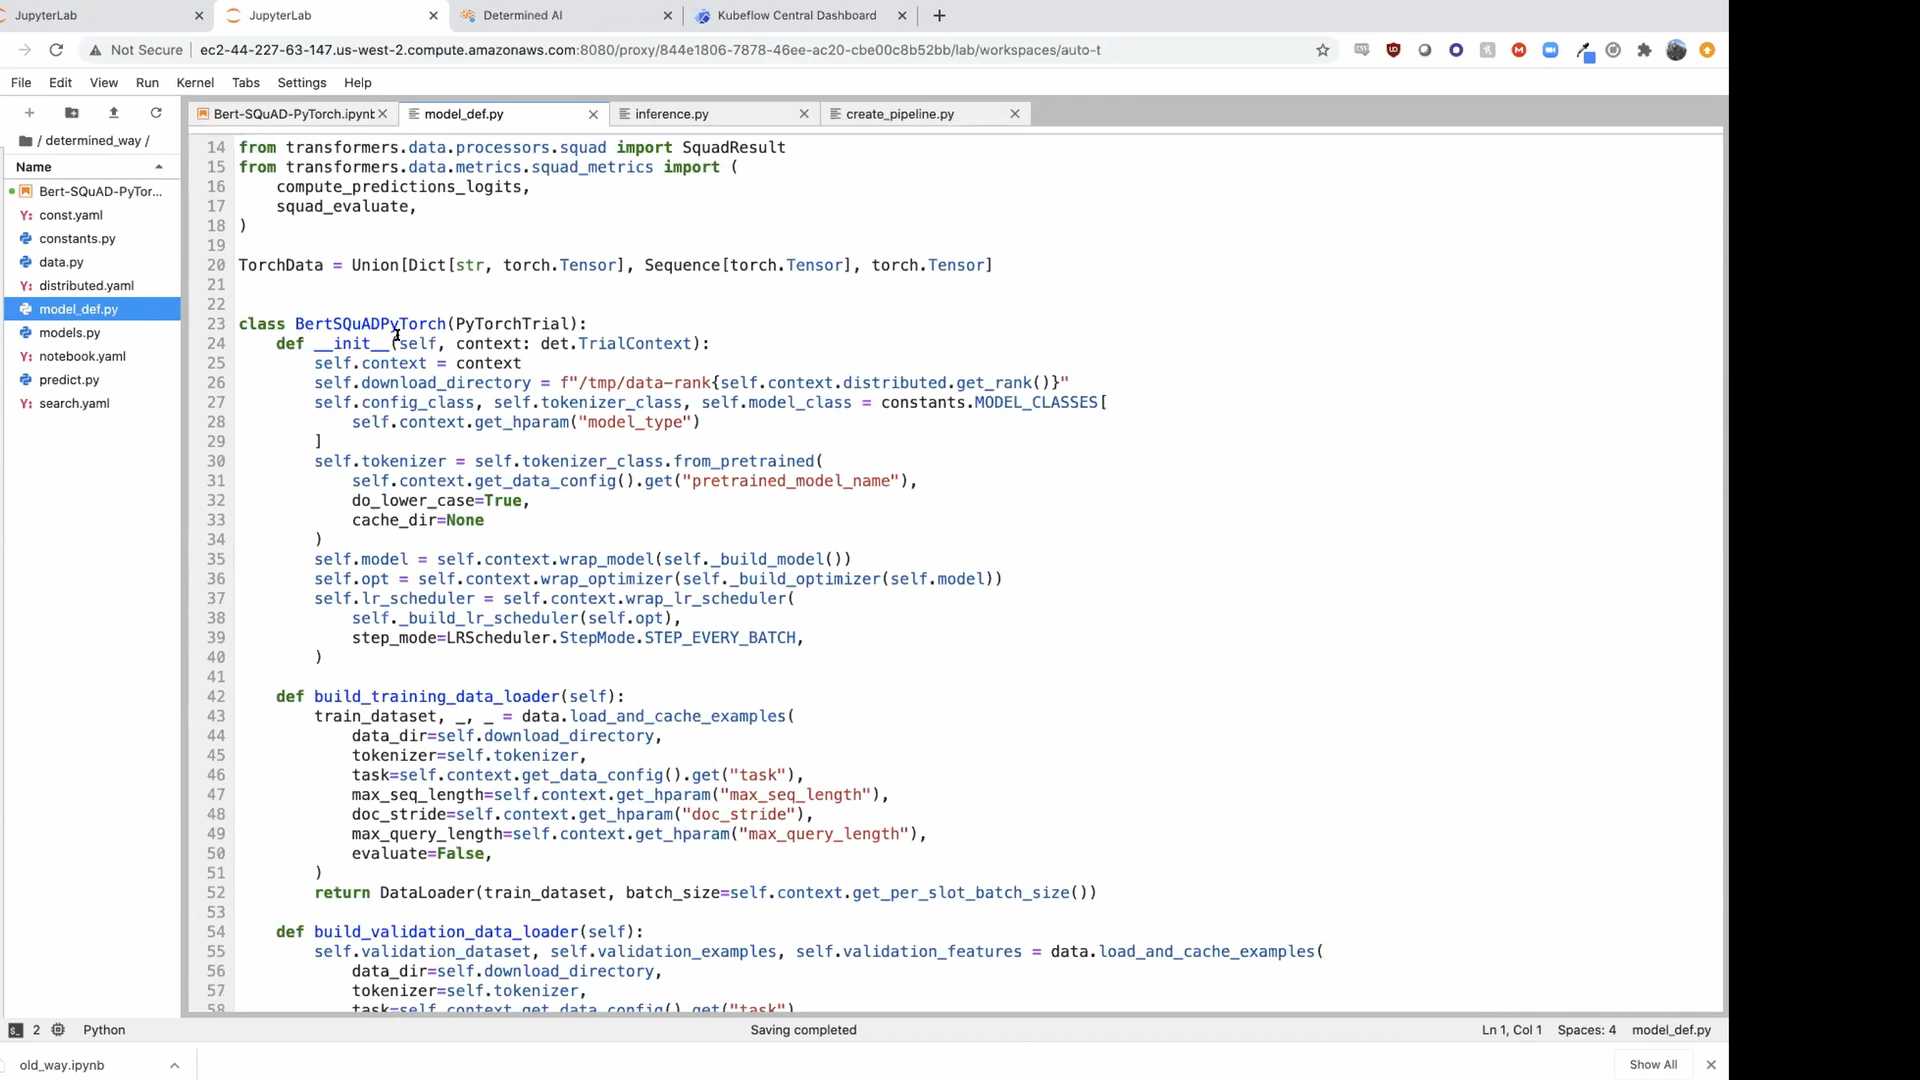 JupyterLab
JupyterLab
Determined AI
Kubeflow Central Dashboard
Not Secure
ec2-44-227-63-147.us-west-2.compute.amazonaws.com:8080/proxy/844e1806-7878-46ee-ac20-cbe00c8b52bb/lab/workspaces/auto-t
File Edit View Run Kernel Tabs Settings Help
Bert-SQuAD-PyTorch.ipynb
model_def.py
inference.py
create_pipeline.py
/ determined_way /
Name
Bert-SQuAD-PyTor...
Y: const.yaml
constants.py
data.py
Y: distributed.yaml
model_def.py
models.py
Y: notebook.yaml
predict.py
Y: search.yaml
14 from transformers.data.processors.squad import SquadResult
15 from transformers.data.metrics.squad_metrics import (
16     compute_predictions_logits,
17     squad_evaluate,
18 )
19
20 TorchData = Union[Dict[str, torch.Tensor], Sequence[torch.Tensor], torch.Tensor]
21
22
23 class BertSQuADPyTorch(PyTorchTrial):
24     def __init__(self, context: det.TrialContext):
25         self.context = context
26         self.download_directory = f"/tmp/data-rank{self.context.distributed.get_rank()}"
27         self.config_class, self.tokenizer_class, self.model_class = constants.MODEL_CLASSES[
28             self.context.get_hparam("model_type")
29         ]
30         self.tokenizer = self.tokenizer_class.from_pretrained(
31             self.context.get_data_config().get("pretrained_model_name"),
32             do_lower_case=True,
33             cache_dir=None
34         )
35         self.model = self.context.wrap_model(self._build_model())
36         self.opt = self.context.wrap_optimizer(self._build_optimizer(self.model))
37         self.lr_scheduler = self.context.wrap_lr_scheduler(
38             self._build_lr_scheduler(self.opt),
39             step_mode=LRScheduler.StepMode.STEP_EVERY_BATCH,
40         )
41
42     def build_training_data_loader(self):
43         train_dataset, _, _ = data.load_and_cache_examples(
44             data_dir=self.download_directory,
45             tokenizer=self.tokenizer,
46             task=self.context.get_data_config().get("task"),
47             max_seq_length=self.context.get_hparam("max_seq_length"),
48             doc_stride=self.context.get_hparam("doc_stride"),
49             max_query_length=self.context.get_hparam("max_query_length"),
50             evaluate=False,
51         )
52         return DataLoader(train_dataset, batch_size=self.context.get_per_slot_batch_size())
53
54     def build_validation_data_loader(self):
55         self.validation_dataset, self.validation_examples, self.validation_features = data.load_and_cache_examples(
56             data_dir=self.download_directory,
57             tokenizer=self.tokenizer,
58             task=self.context.get_data_config().get("task")
2 Python
Saving completed
Ln 1, Col 1 Spaces: 4 model_def.py
old_way.ipynb
Show All